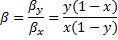 β = β_y / β_x = y(1 − x) / x(1 − y)